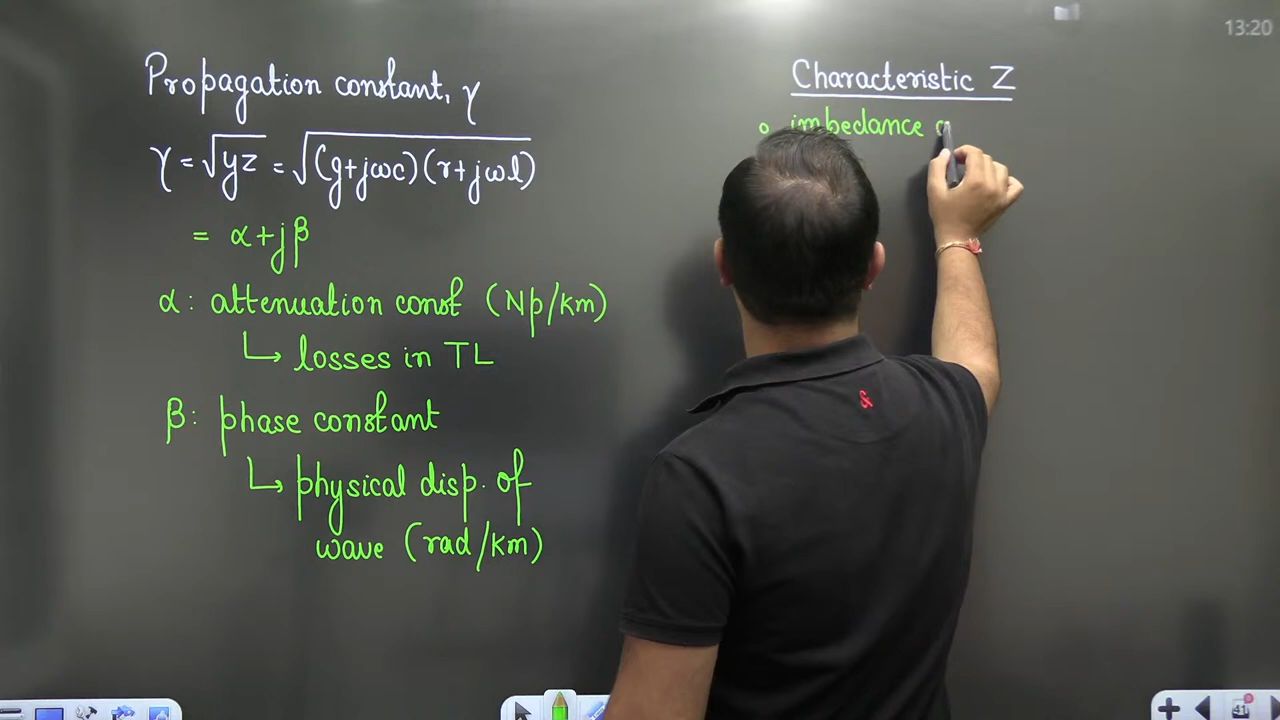 13:20
Propagation constant, γ
γ = √yz = √(g+jωc)(r+jωl)
= α+jβ
α: attenuation const (Np/km)
↳ losses in TL
β: phase constant
↳ physical disp. of
wave (rad/km)
Characteristic Z
impedance
&
41